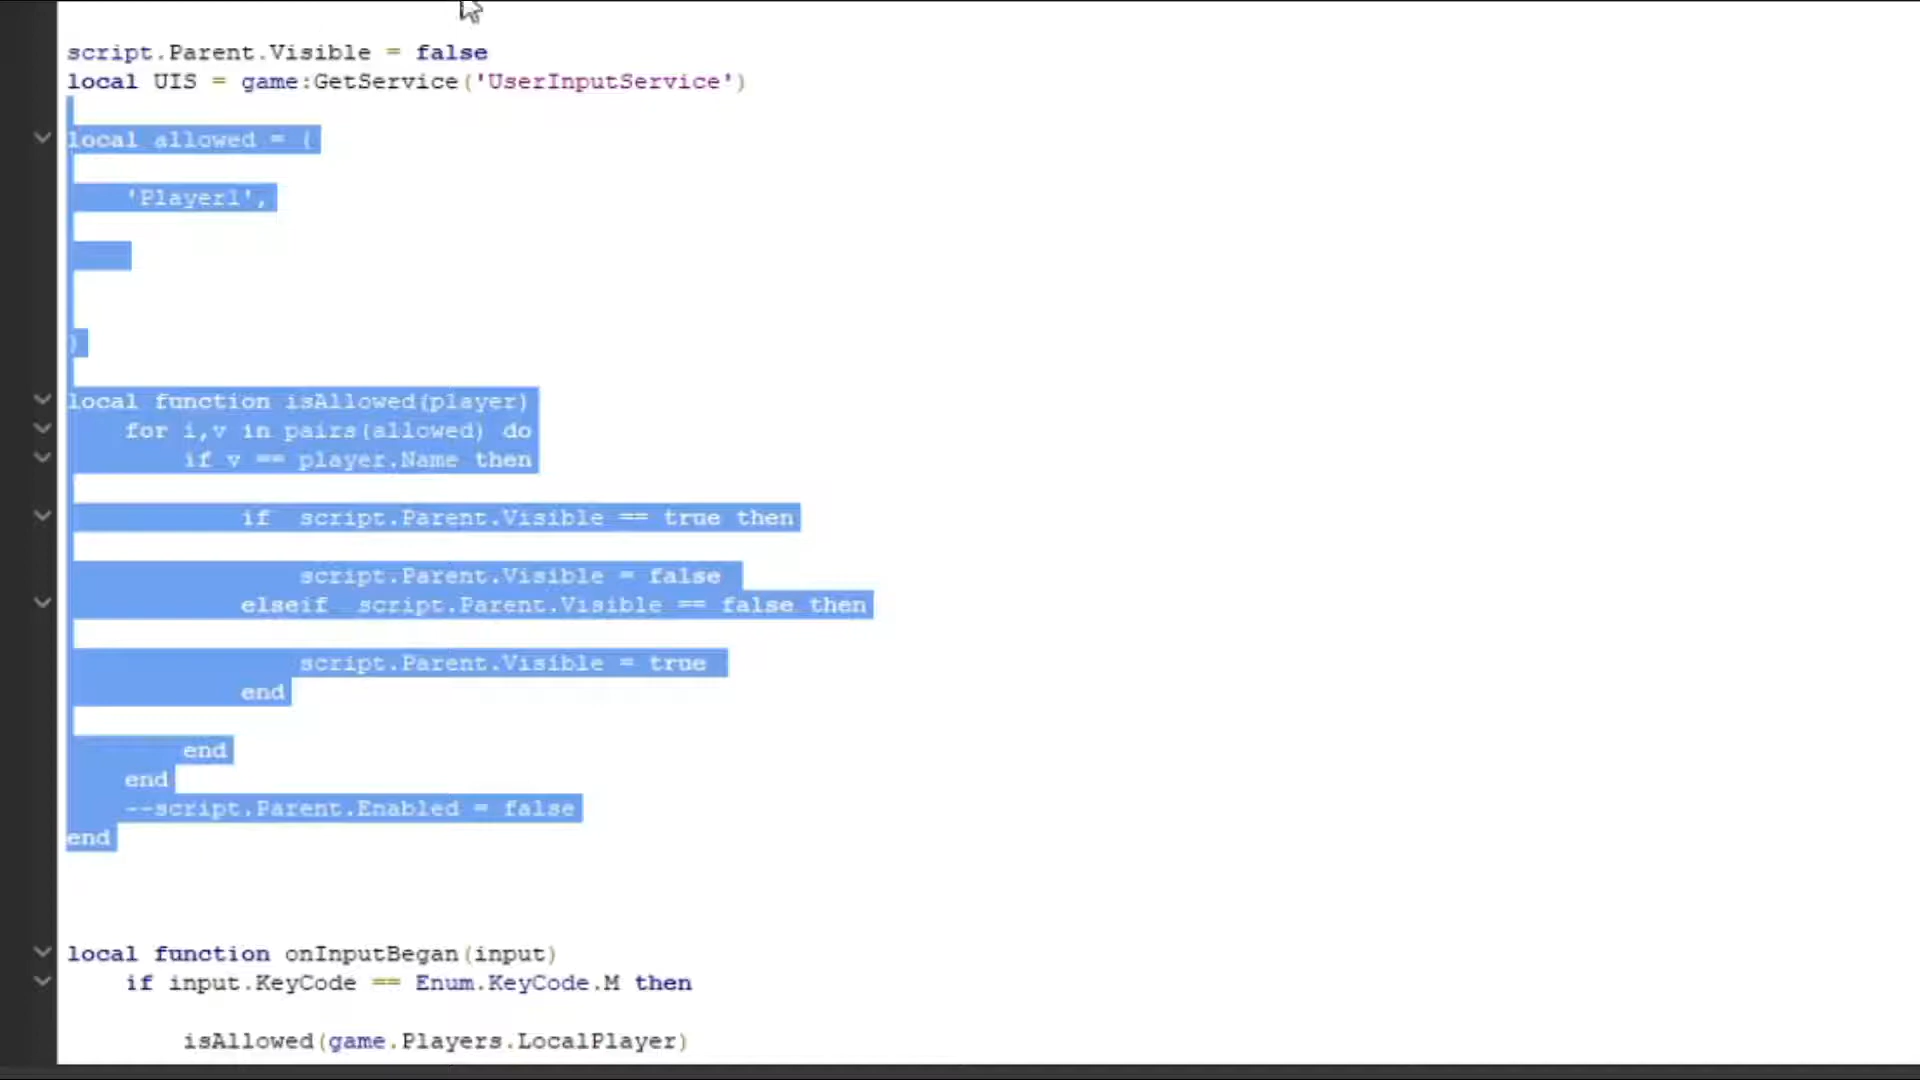 script.Parent.Visible = false
local UIS = game:GetService('UserInputService')
local allowed = {
'Player1',
}
local function isAllowed(player)
for i,v in pairs(allowed) do
if v == player.Name then
if  script.Parent.Visible == true then
script.Parent.Visible = false
elseif  script.Parent.Visible == false then
script.Parent.Visible = true
end
end
end
--script.Parent.Enabled = false
end
local function onInputBegan(input)
if input.KeyCode == Enum.KeyCode.M then
isAllowed(game.Players.LocalPlayer)